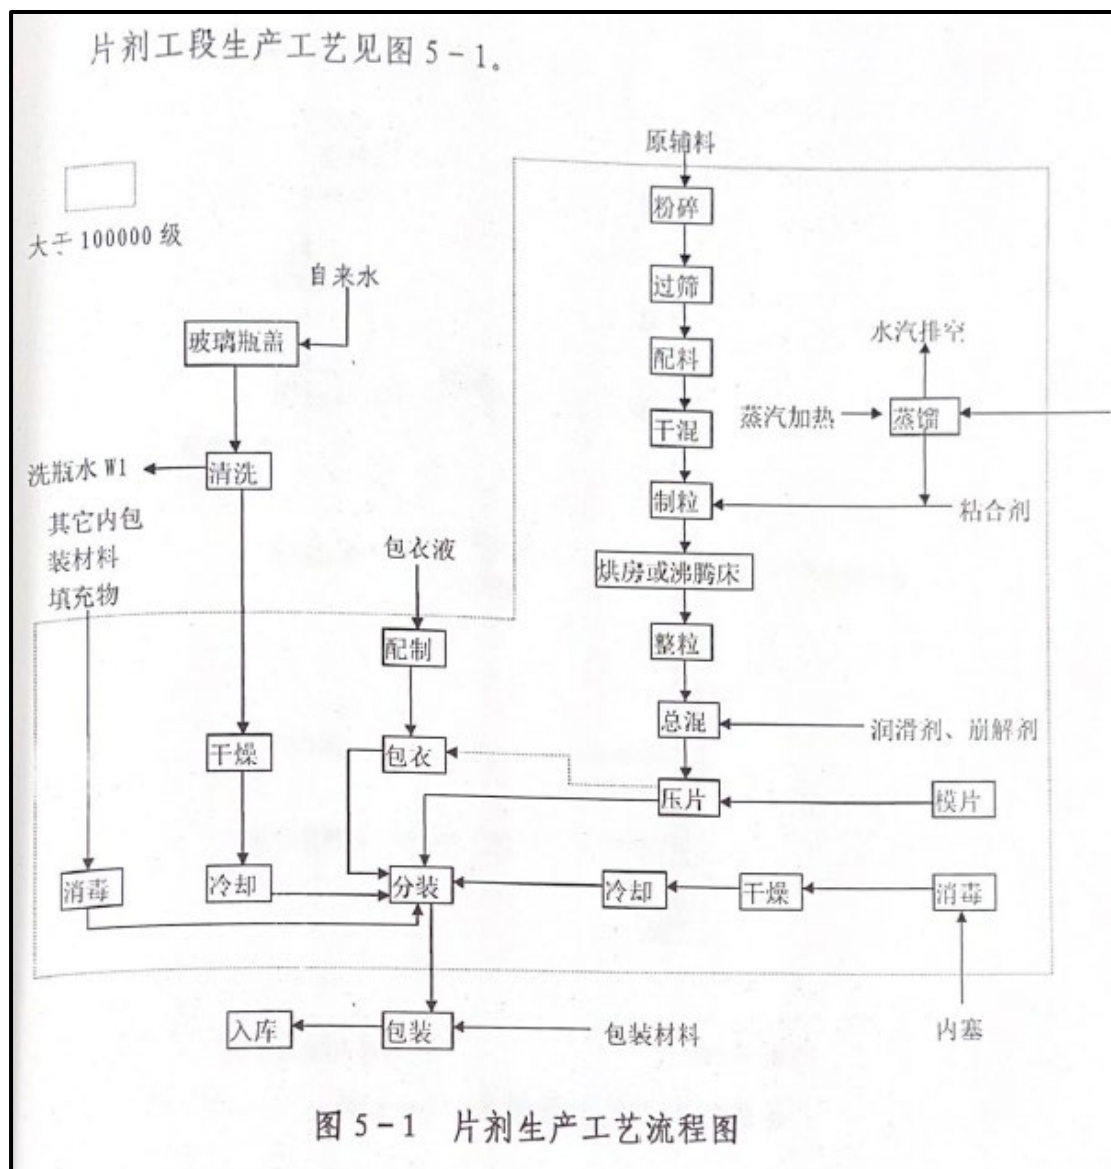 片剂工段生产工艺见图 5-1。
原辅料
粉碎
大于 100000 级
自来水
过筛
玻璃瓶盖
配料
水汽排空
干混
蒸汽加热
蒸馏
洗瓶水 W1
清洗
制粒
粘合剂
其它内包
装材料
填充物
包衣液
烘房或沸腾床
配制
整粒
总混
润滑剂、崩解剂
干燥
包衣
压片
模片
消毒
冷却
分装
冷却
干燥
消毒
入库
包装
包装材料
内塞
图 5-1 片剂生产工艺流程图